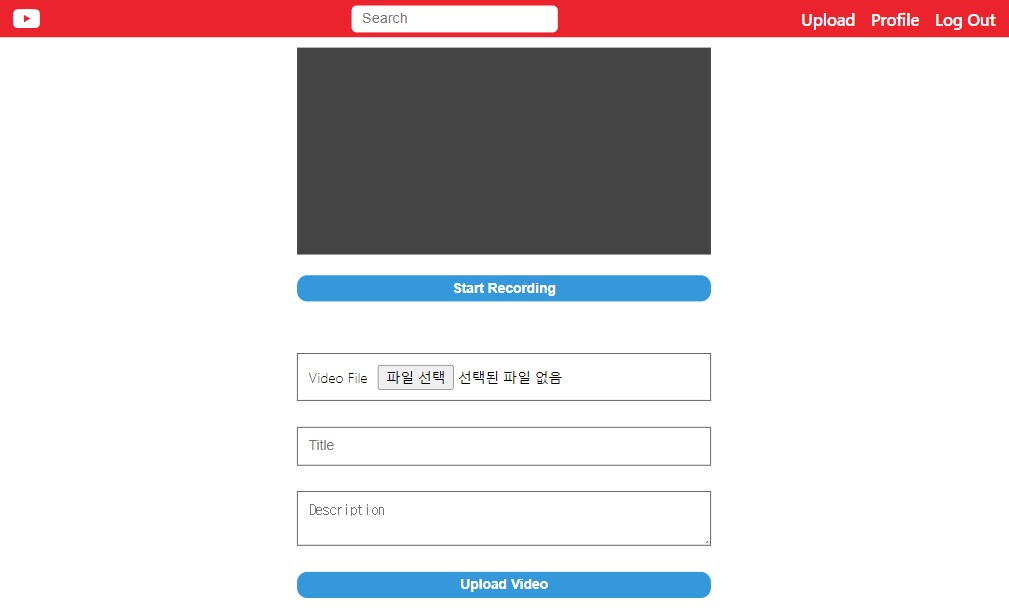 Search
Upload Profile Log Out
Start Recording
Video File 파일 선택 선택된 파일 없음
Title
Description
Upload Video